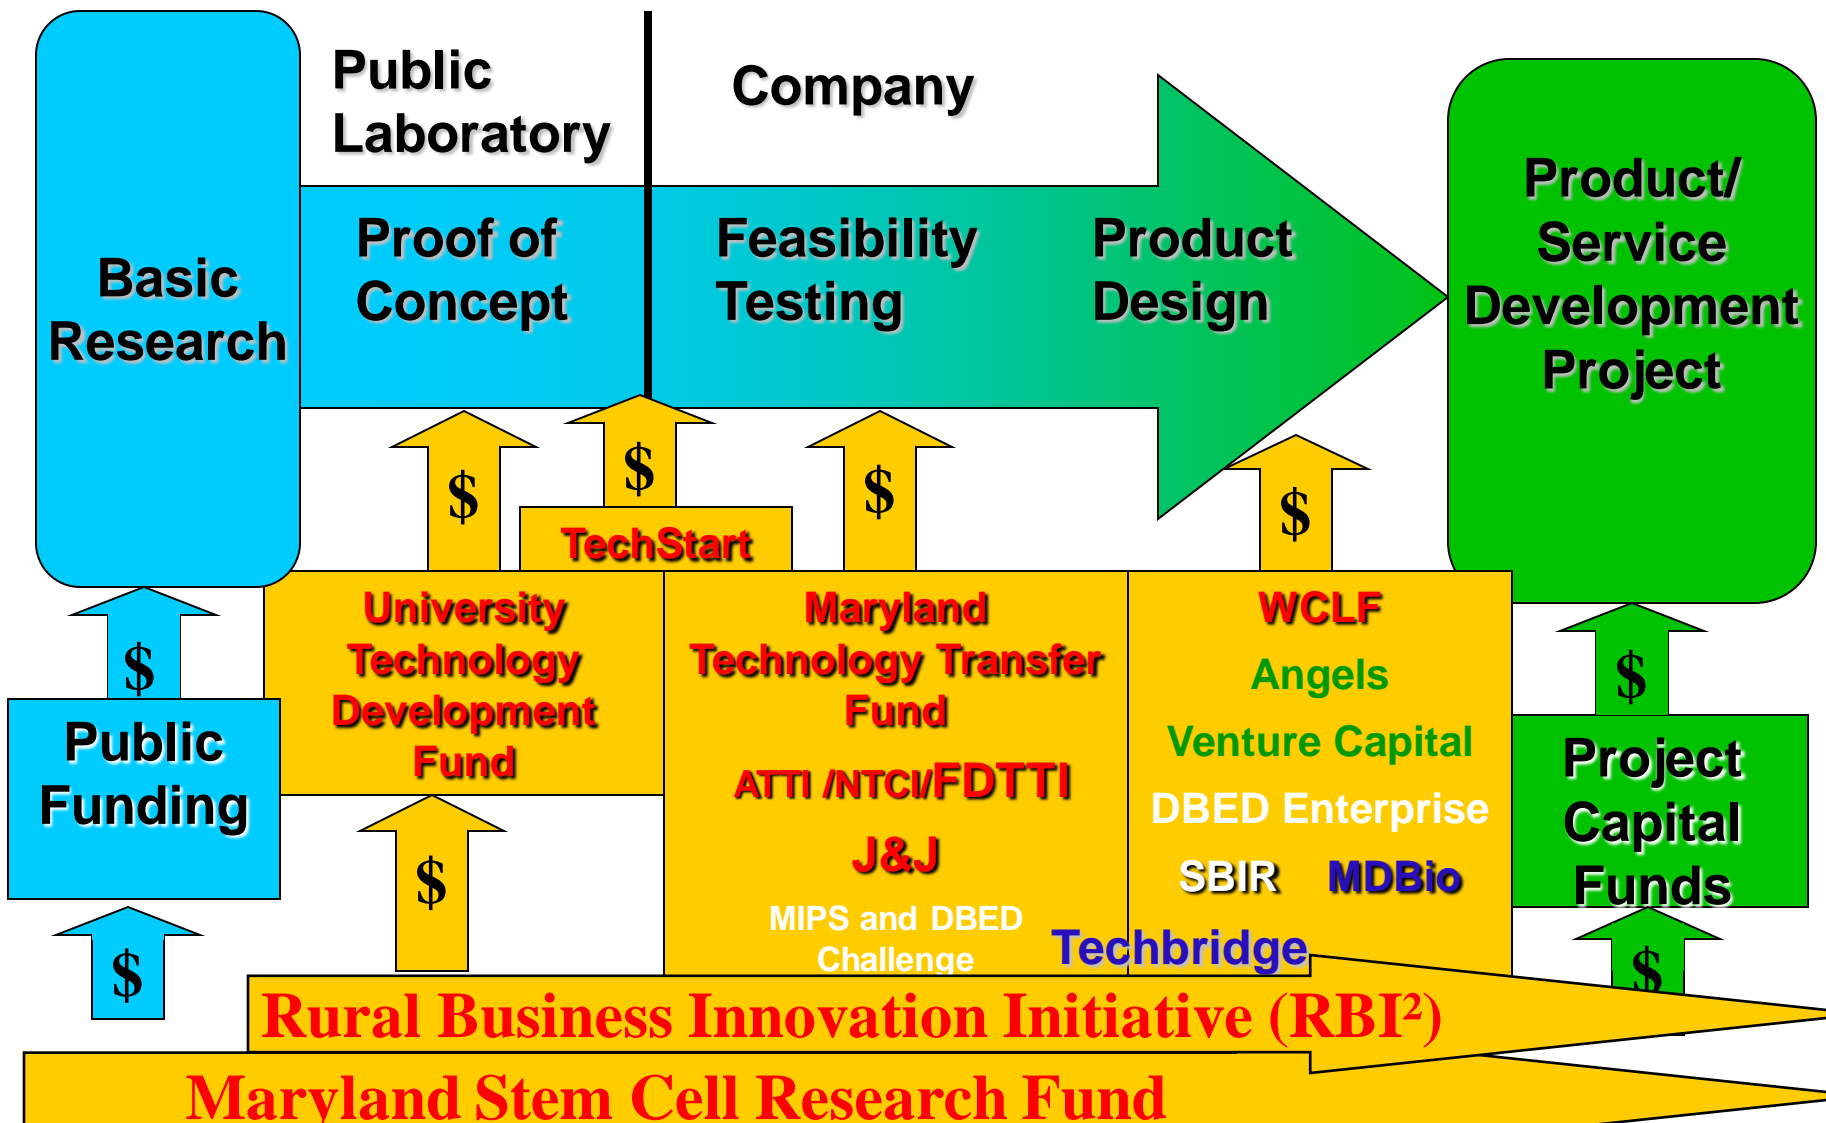 Public
Laboratory
Company
Basic
Research
Proof of
Concept
Feasibility
Testing
Product
Design
Product/
Service
Development
Project
$
$
$
$
TechStart
$
Public
Funding
$
University
Technology
Development
Fund
$
Maryland
Technology Transfer
Fund
ATTI /NTCI/FDTTI
J&J
MIPS and DBED
Challenge
WCLF
Angels
Venture Capital
DBED Enterprise
SBIR MDBio
Techbridge
$
Project
Capital
Funds
$
Rural Business Innovation Initiative (RBI²)
Maryland Stem Cell Research Fund